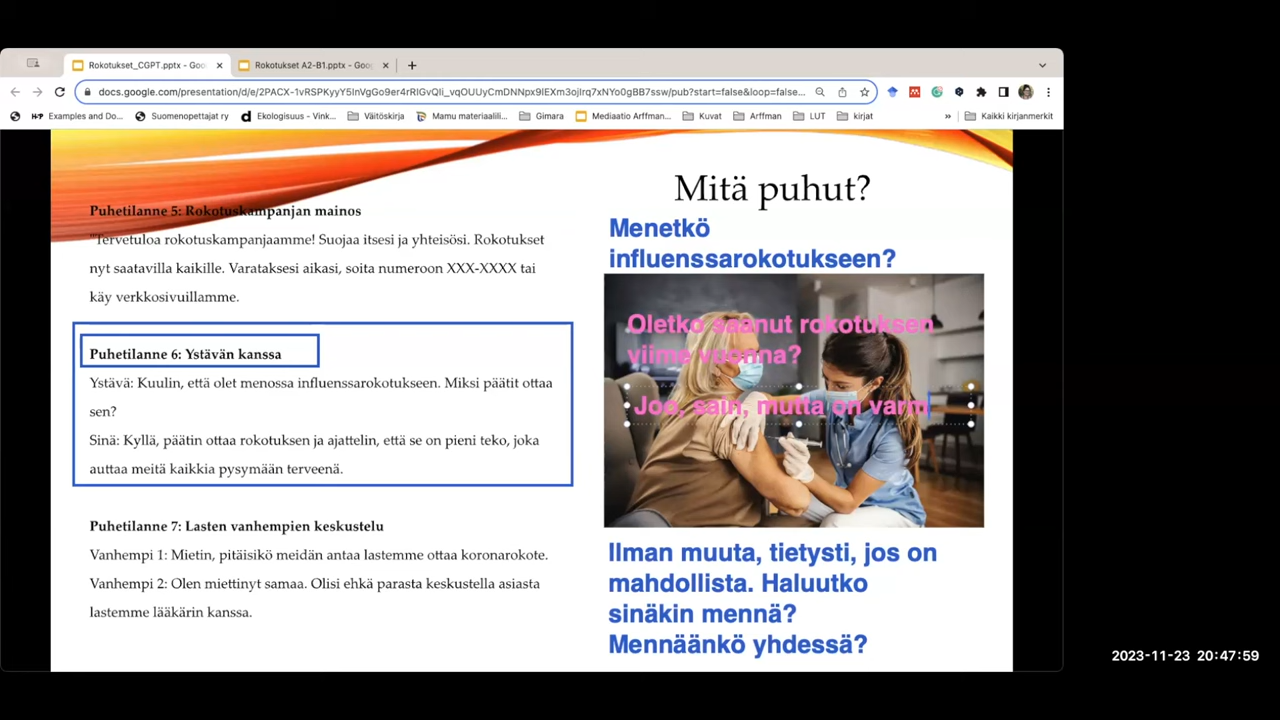 Rokotukset_CGPT.pptx - Goo
Rokotukset A2-B1.pptx - Goog
docs.google.com/presentation/d/e/2PACX-1vRSPKyyY5InVgGo9er4rRIGvQIi_vqOUUyCmDNNpx9IEXm3ojIrq7xNYo0gBB7ssw/pub?start=false&loop=false...
Examples and Do...
Suomenopettajat ry
Ekologisuus - Vink...
Väitöskirja
Mamu materiaalili...
Gimara
Mediaatio Arffman...
Kuvat
Arffman
LUT
kirjat
»
Kaikki kirjanmerkit
Puhetilanne 5: Rokotuskampanjan mainos
"Tervetuloa rokotuskampanjaamme! Suojaa itsesi ja yhteisösi. Rokotukset
nyt saatavilla kaikille. Varataksesi aikasi, soita numeroon XXX-XXXX tai
käy verkkosivuillamme.
Puhetilanne 6: Ystävän kanssa
Ystävä: Kuulin, että olet menossa influenssarokotukseen. Miksi päätit ottaa
sen?
Sinä: Kyllä, päätin ottaa rokotuksen ja ajattelin, että se on pieni teko, joka
auttaa meitä kaikkia pysymään terveenä.
Puhetilanne 7: Lasten vanhempien keskustelu
Vanhempi 1: Mietin, pitäisikö meidän antaa lastemme ottaa koronarokote.
Vanhempi 2: Olen miettinyt samaa. Olisi ehkä parasta keskustella asiasta
lastemme lääkärin kanssa.
Mitä puhut?
Menetkö
influenssarokotukseen?
Oletko saanut rokotuksen
viime vuonna?
Joo, sain, mutta on varm
Ilman muuta, tietysti, jos on
mahdollista. Haluutko
sinäkin mennä?
Mennäänkö yhdessä?
2023-11-23 20:47:59